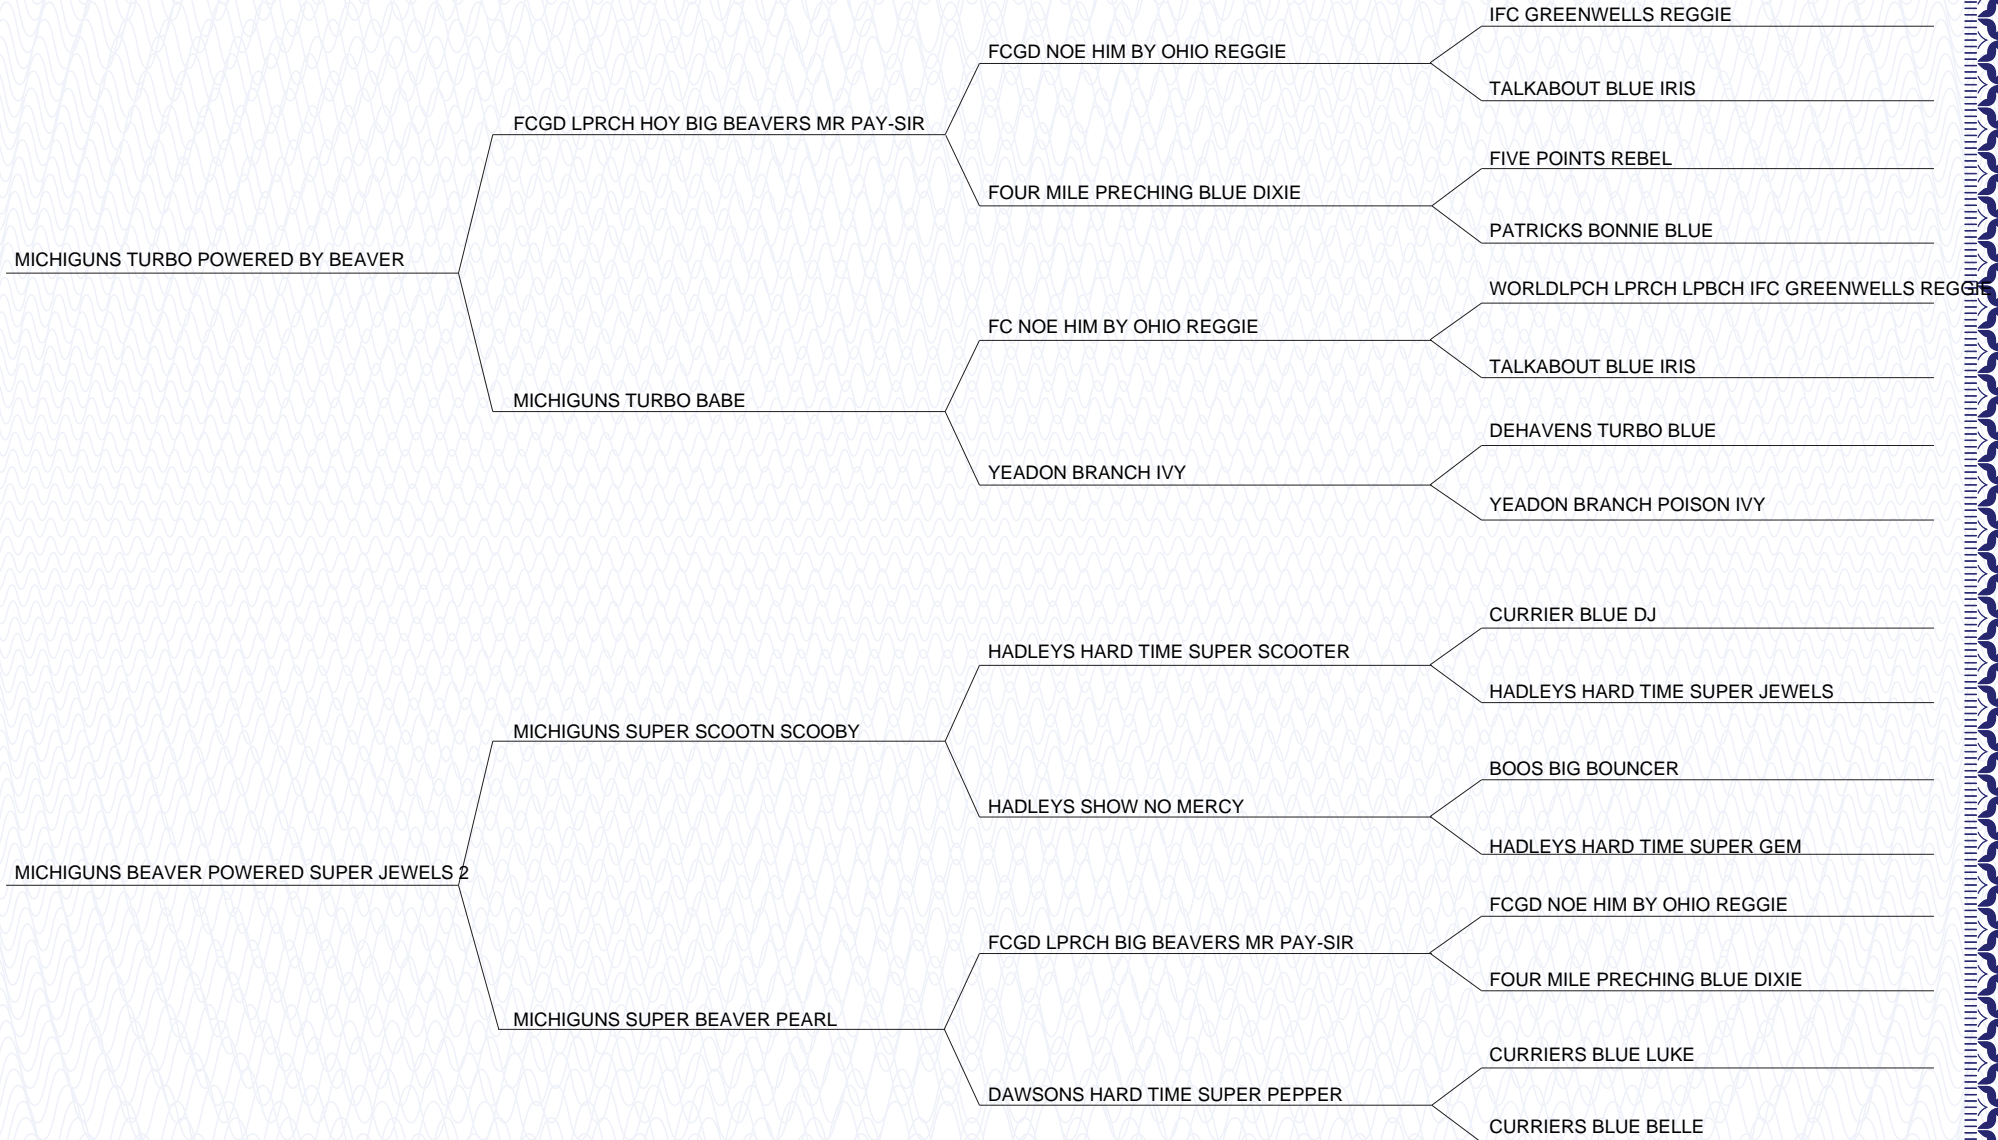 IFC GREENWELLS REGGIE
FCGD NOE HIM BY OHIO REGGIE
TALKABOUT BLUE IRIS
FCGD LPRCH HOY BIG BEAVERS MR PAY-SIR
FIVE POINTS REBEL
FOUR MILE PRECHING BLUE DIXIE
PATRICKS BONNIE BLUE
MICHIGUNS TURBO POWERED BY BEAVER
WORLDLPCH LPRCH LPBCH IFC GREENWELLS REGGIE
FC NOE HIM BY OHIO REGGIE
TALKABOUT BLUE IRIS
MICHIGUNS TURBO BABE
DEHAVENS TURBO BLUE
YEADON BRANCH IVY
YEADON BRANCH POISON IVY
CURRIER BLUE DJ
HADLEYS HARD TIME SUPER SCOOTER
HADLEYS HARD TIME SUPER JEWELS
MICHIGUNS SUPER SCOOTN SCOOBY
BOOS BIG BOUNCER
HADLEYS SHOW NO MERCY
HADLEYS HARD TIME SUPER GEM
MICHIGUNS BEAVER POWERED SUPER JEWELS 2
FCGD NOE HIM BY OHIO REGGIE
FCGD LPRCH BIG BEAVERS MR PAY-SIR
FOUR MILE PRECHING BLUE DIXIE
MICHIGUNS SUPER BEAVER PEARL
CURRIERS BLUE LUKE
DAWSONS HARD TIME SUPER PEPPER
CURRIERS BLUE BELLE